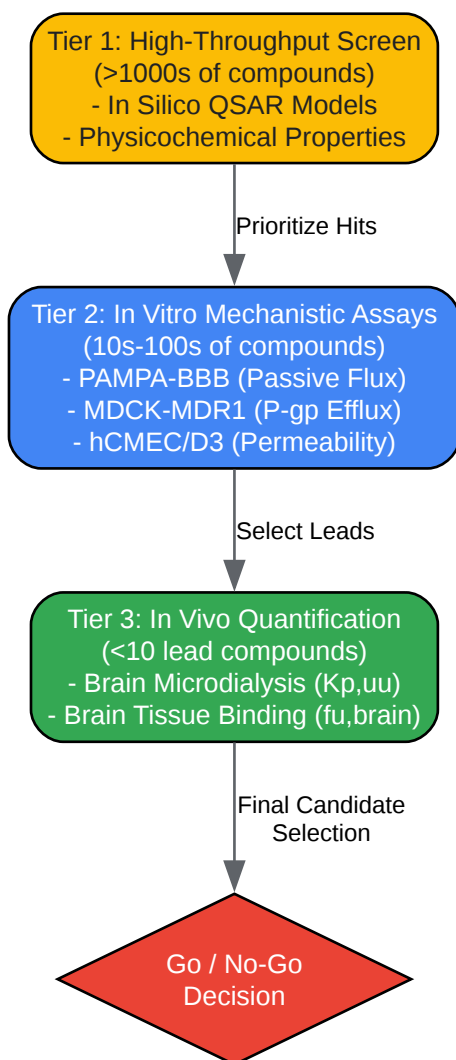 Tier 1: High-Throughput Screen
(>1000s of compounds)
- In Silico QSAR Models
- Physicochemical Properties
Prioritize Hits
Tier 2: In Vitro Mechanistic Assays
(10s-100s of compounds)
- PAMPA-BBB (Passive Flux)
- MDCK-MDR1 (P-gp Efflux)
- hCMEC/D3 (Permeability)
Select Leads
Tier 3: In Vivo Quantification
(<10 lead compounds)
- Brain Microdialysis (Kp,uu)
- Brain Tissue Binding (fu,brain)
Final Candidate
Selection
Go / No-Go
Decision